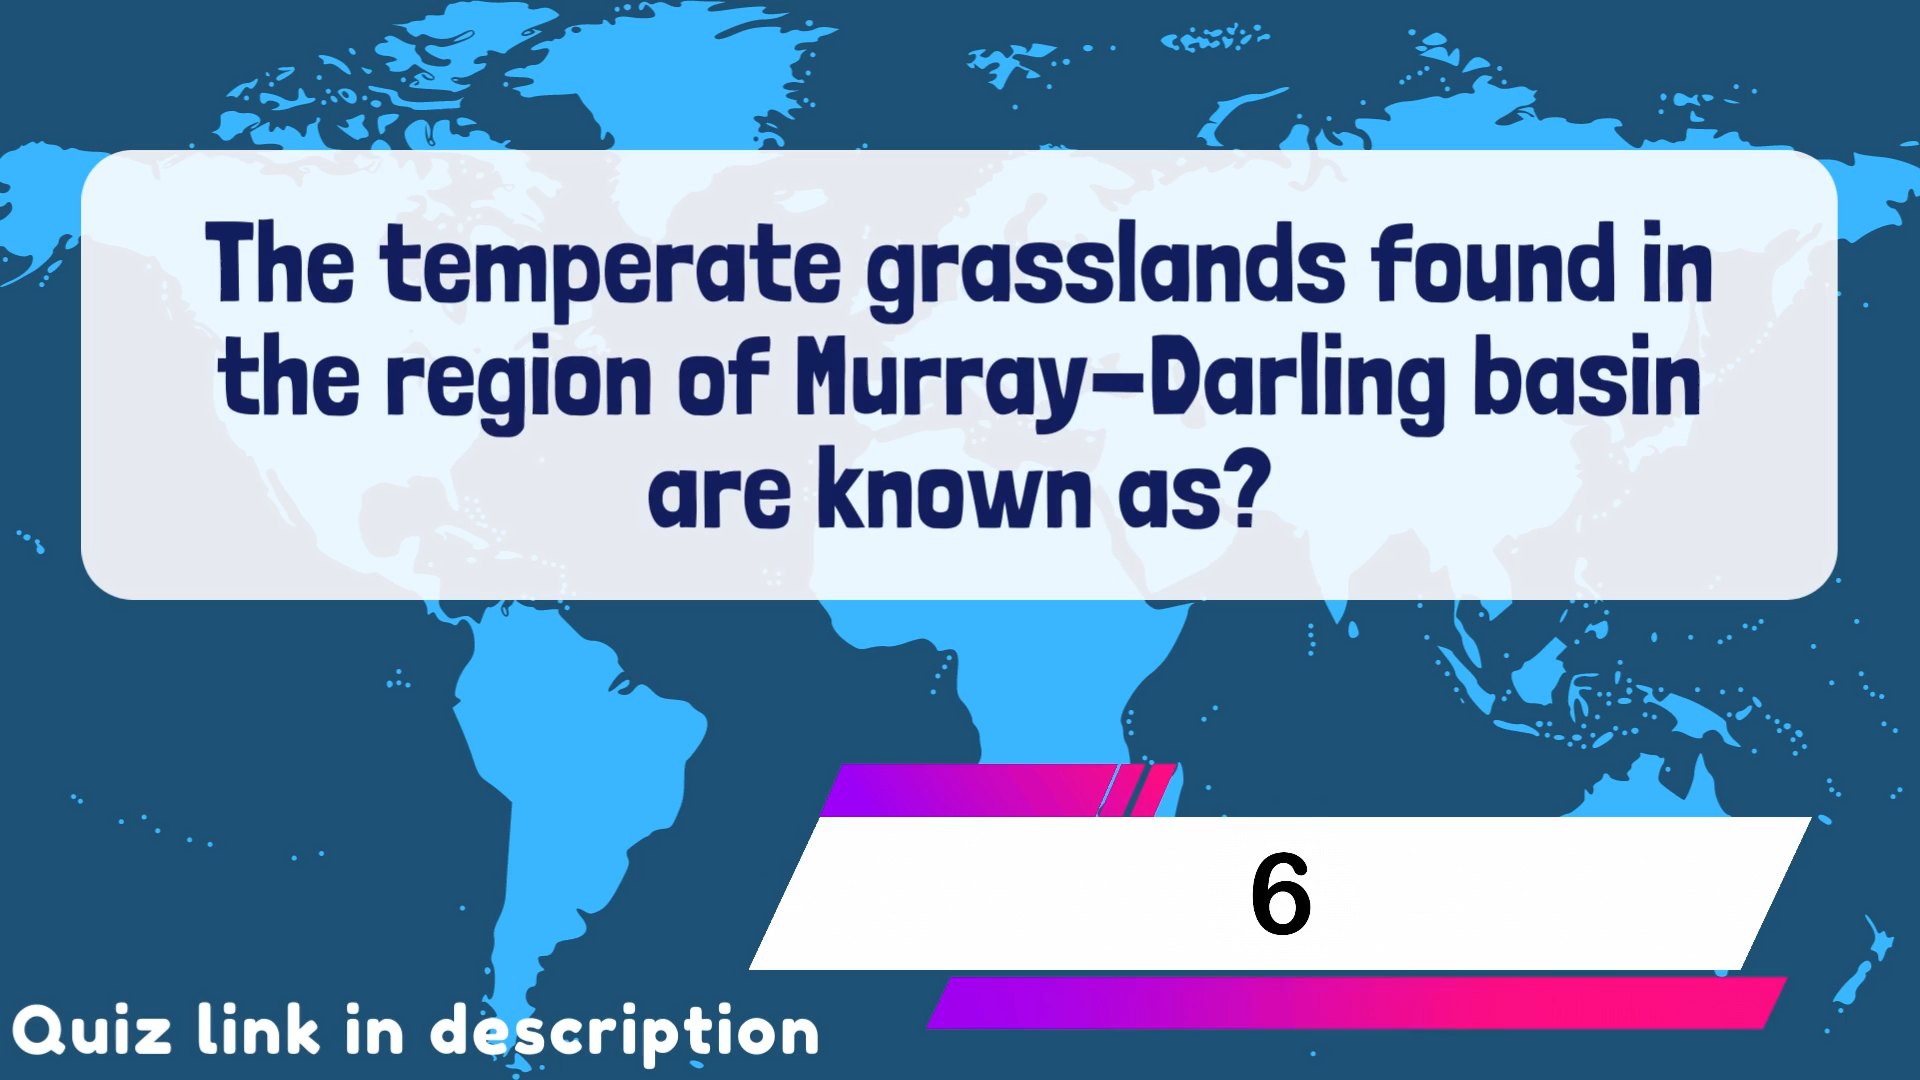 The temperate grasslands found in
the region of Murray-Darling basin
are known as?
6
Quiz link in description